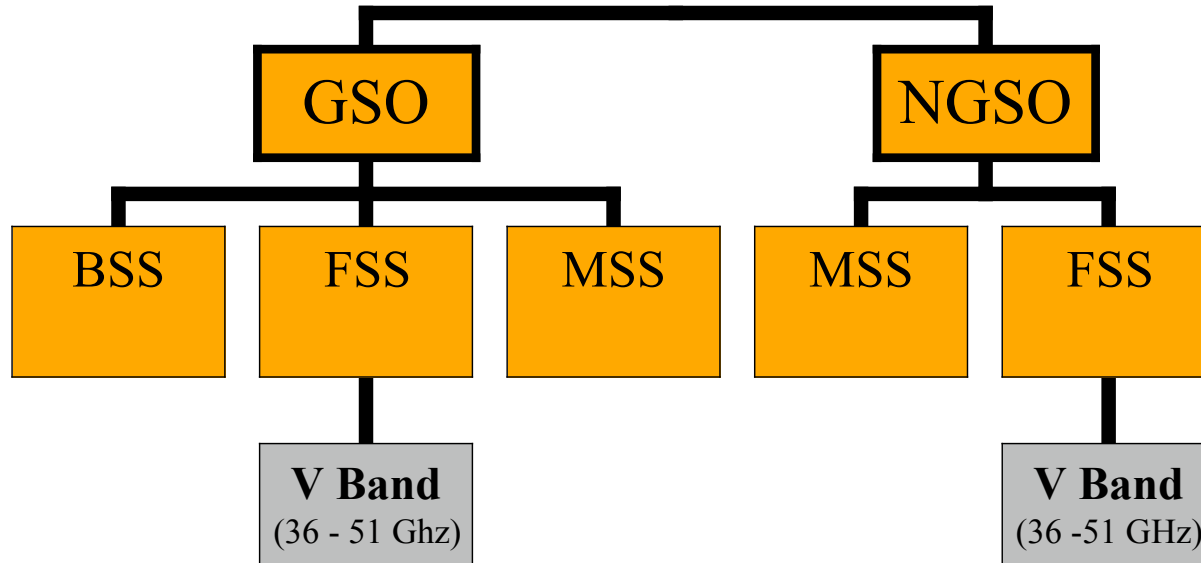 GSO
NGSO
BSS
FSS
MSS
MSS
FSS
V Band
(36 - 51 Ghz)
V Band
(36 -51 GHz)